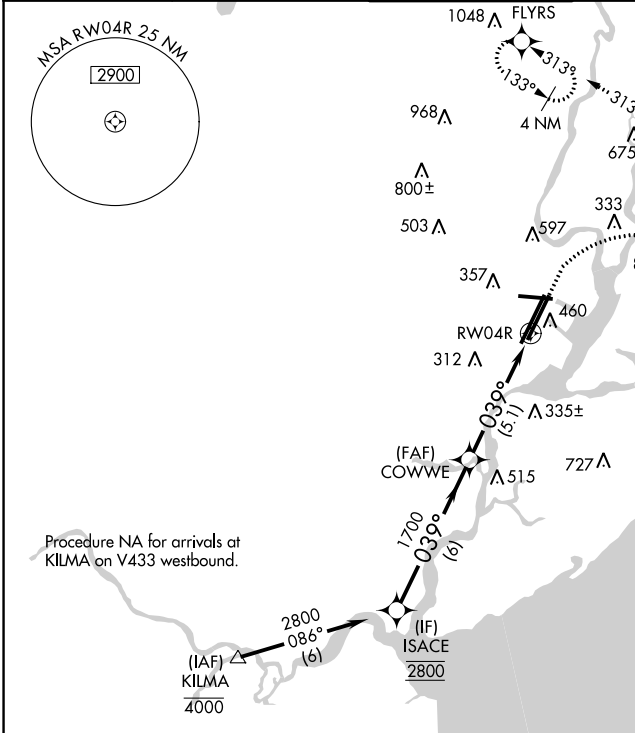 MSA RW04R 25 NM
2900
1048
FLYRS
313°
133°
4 NM
313
968
675
800±
503
597
333
357
460
RW04R
312
039°
(5.1)
335±
(FAF)
COWWE
515
727
1700
039°
(6)
Procedure NA for arrivals at
KILMA on V433 westbound.
2800
086°
(6)
(IF)
ISACE
2800
(IAF)
KILMA
4000